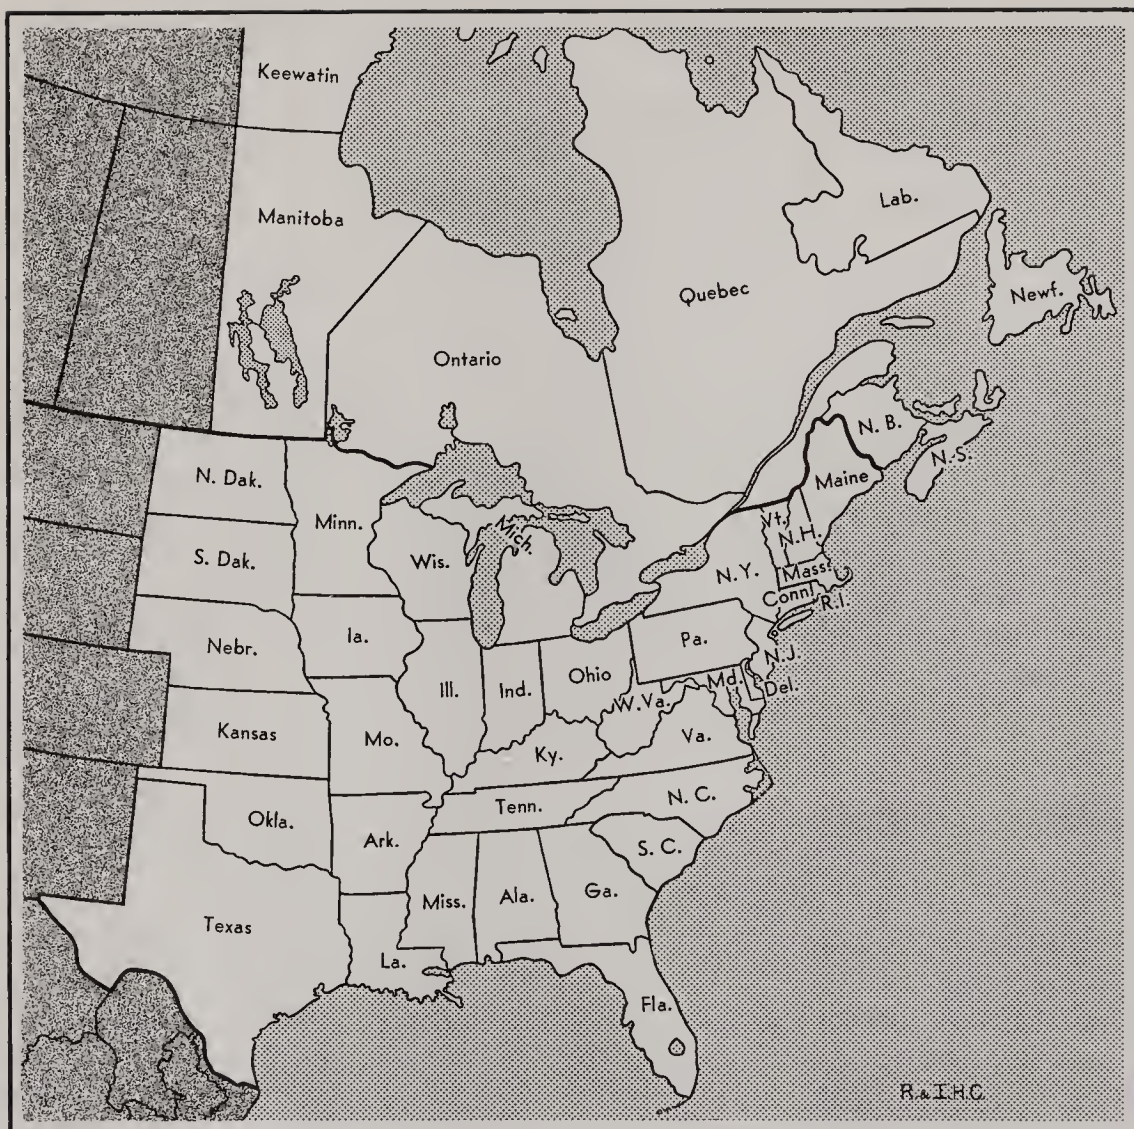 Keewatin
Manitoba
Lab.
Quebec
Newf.
Ontario
N. B.
N. S.
Maine
N. Dak.
Minn.
Vt.
N.H.
Mich.
S. Dak.
Wis.
N.Y.
Mass.
Conn.
R.I.
Nebr.
Ia.
Pa.
N.J.
Ill.
Ind.
Ohio
Md.
Del.
W.Va.
Kansas
Mo.
Ky.
Va.
Okla.
Tenn.
N. C.
Ark.
S. C.
Miss.
Ala.
Ga.
Texas
La.
Fla.
R. & I.H.C.